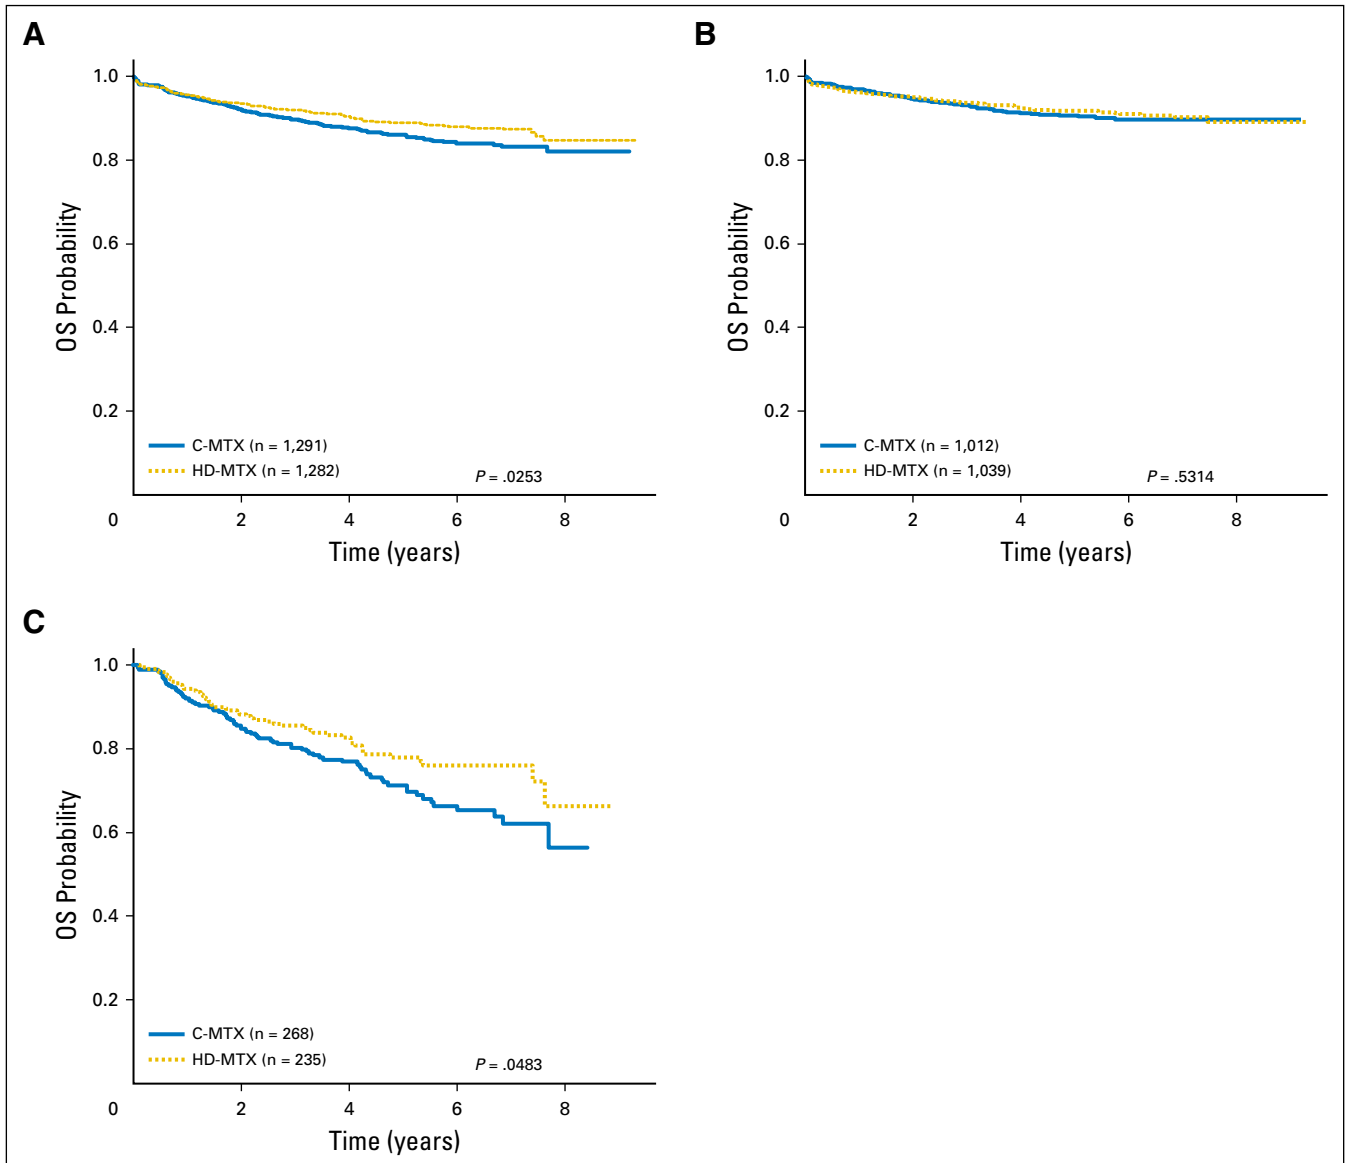 A
OS Probability
1.0
0.8
0.6
0.4
0.2
C-MTX (n = 1,291)
HD-MTX (n = 1,282)
P = .0253
0 2 4 6 8
Time (years)
B
OS Probability
1.0
0.8
0.6
0.4
0.2
C-MTX (n = 1,012)
HD-MTX (n = 1,039)
P = .5314
0 2 4 6 8
Time (years)
C
OS Probability
1.0
0.8
0.6
0.4
0.2
C-MTX (n = 268)
HD-MTX (n = 235)
P = .0483
0 2 4 6 8
Time (years)